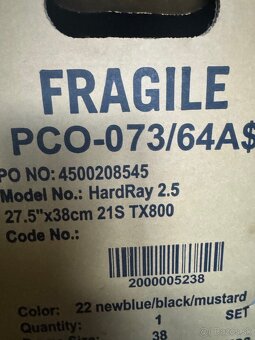 FRAGILE
PCO-073/64A$
PO NO: 4500208545
Model No.: HardRay 2.5
27.5"x38cm 21S TX800
Code No.:
2000005238
Color: 22 newblue/black/mustard
Quantity: 1 SET
Size: 38